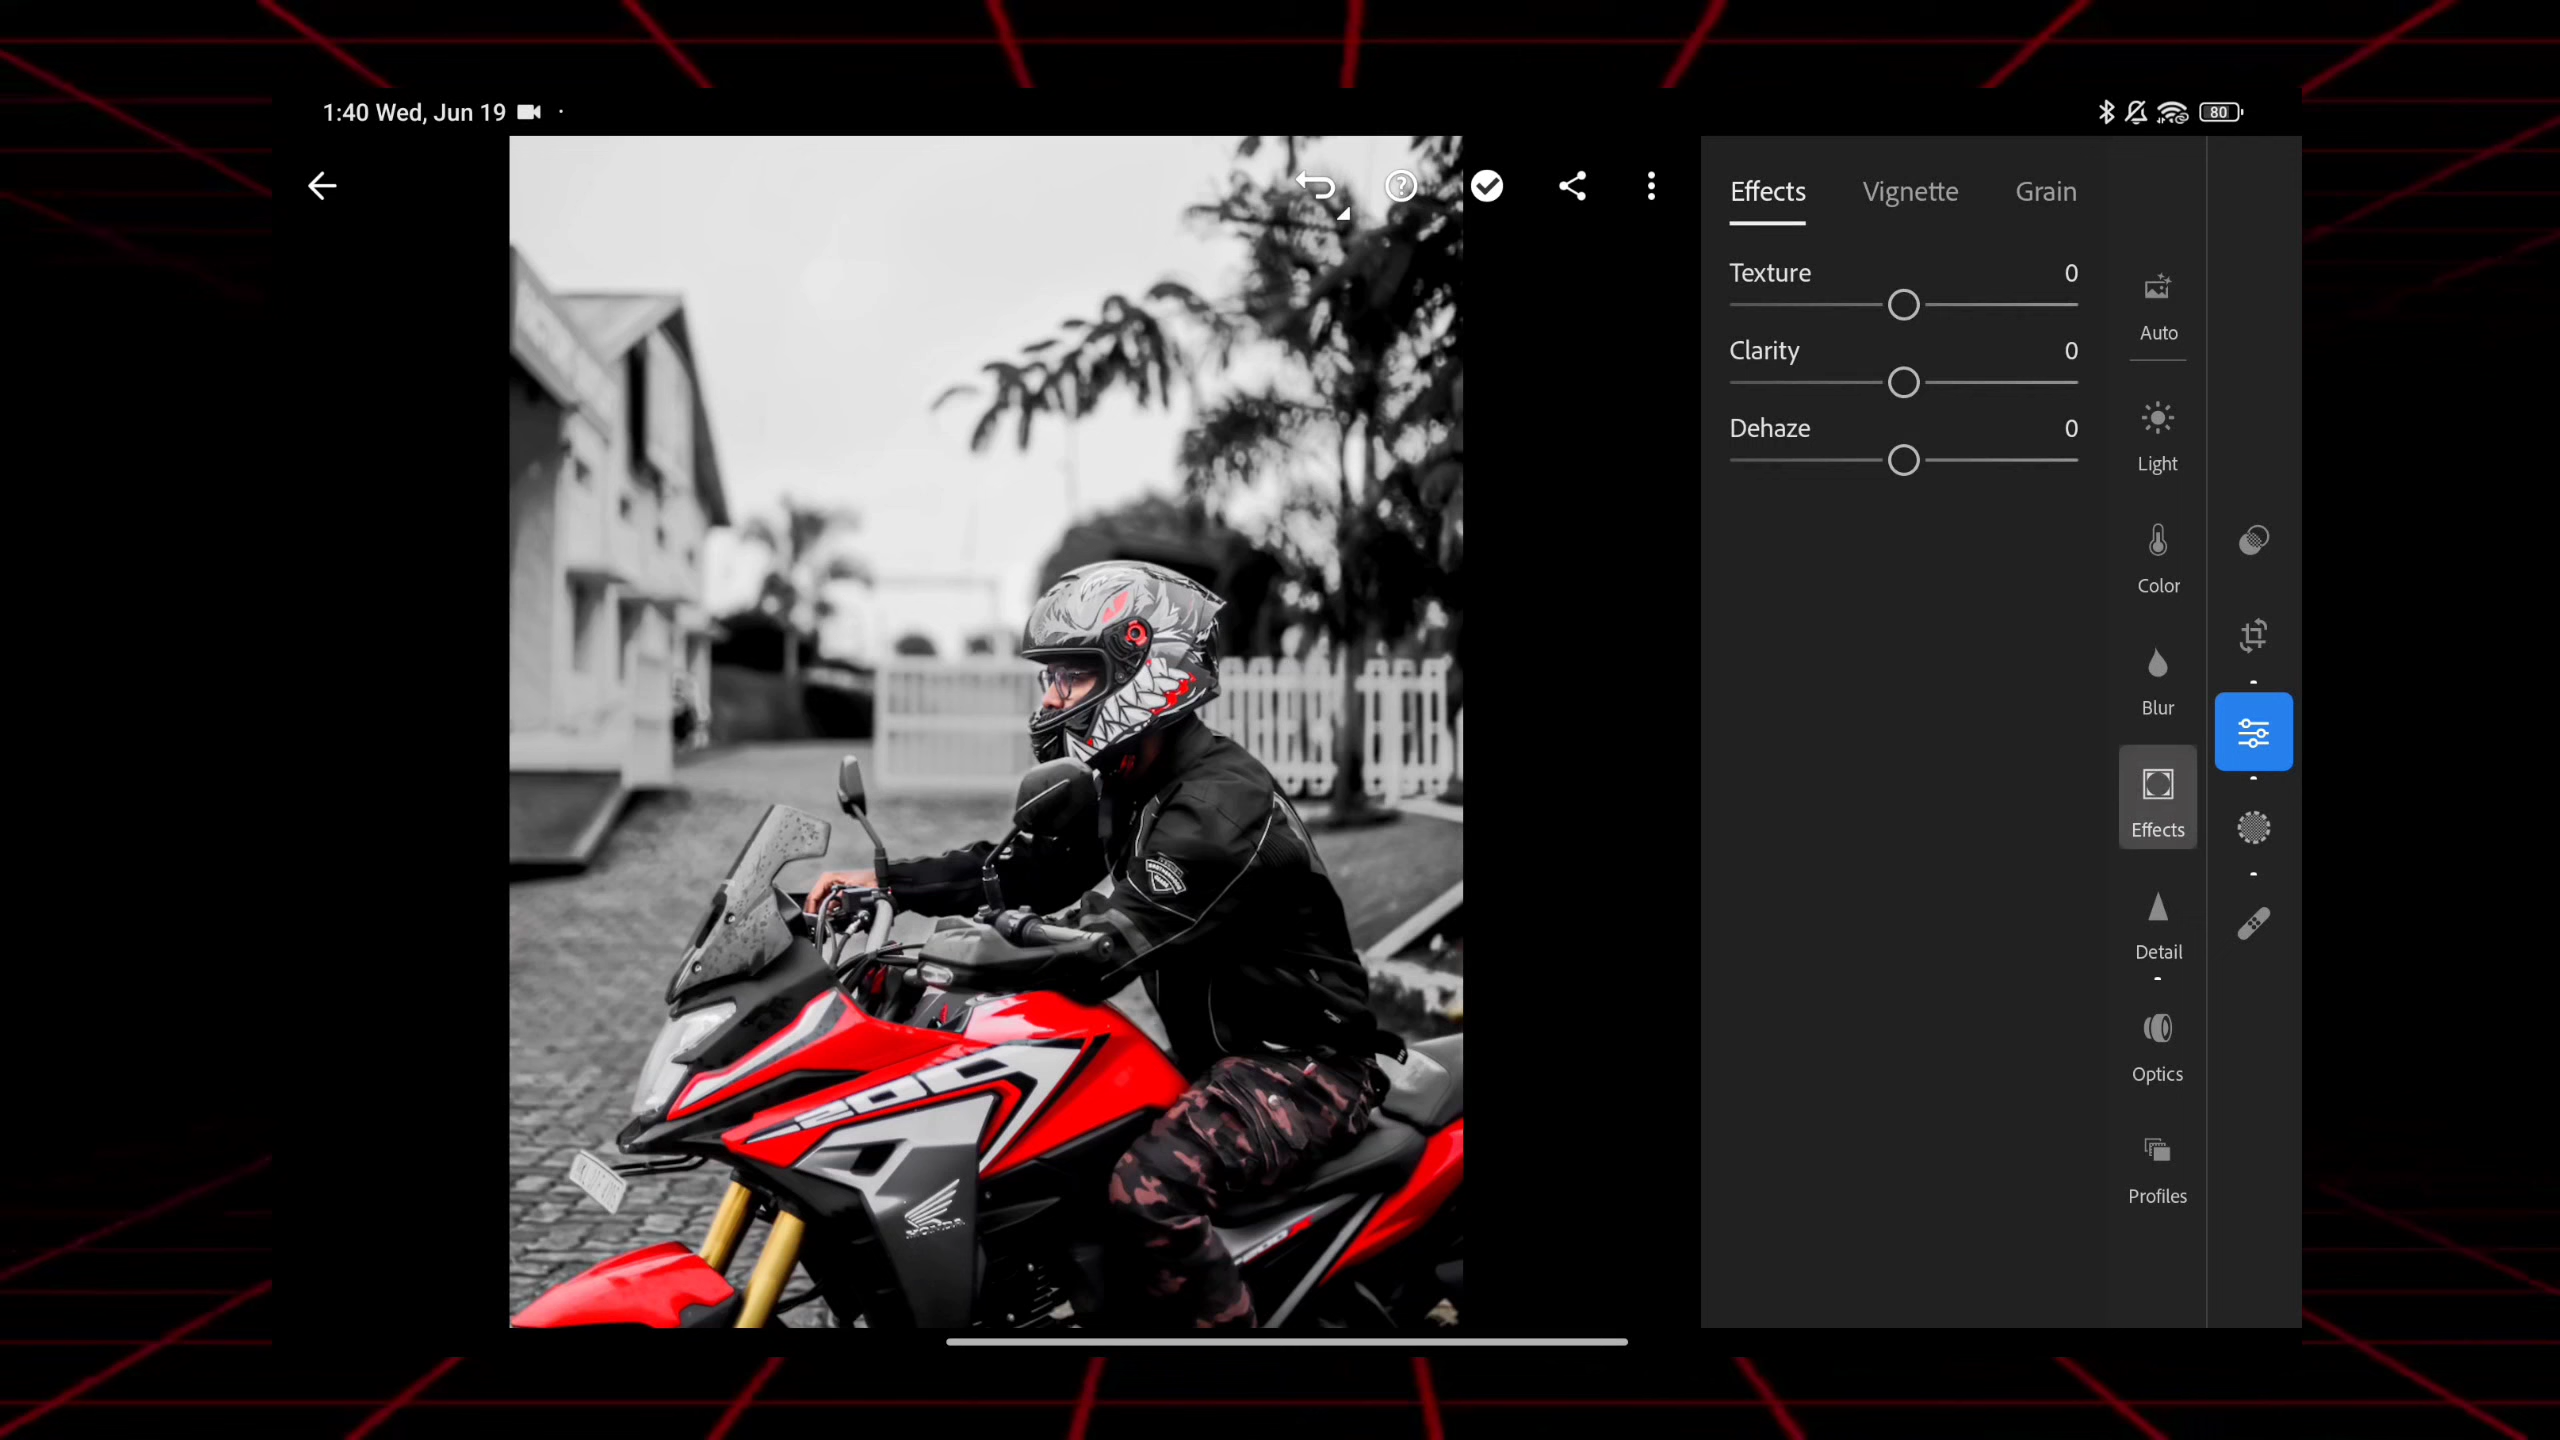 1:40 Wed, Jun 19
80
Effects Vignette Grain
Texture 0
Clarity 0
Dehaze 0
Auto
Light
Color
Blur
Effects
Detail
Optics
Profiles
HONDA